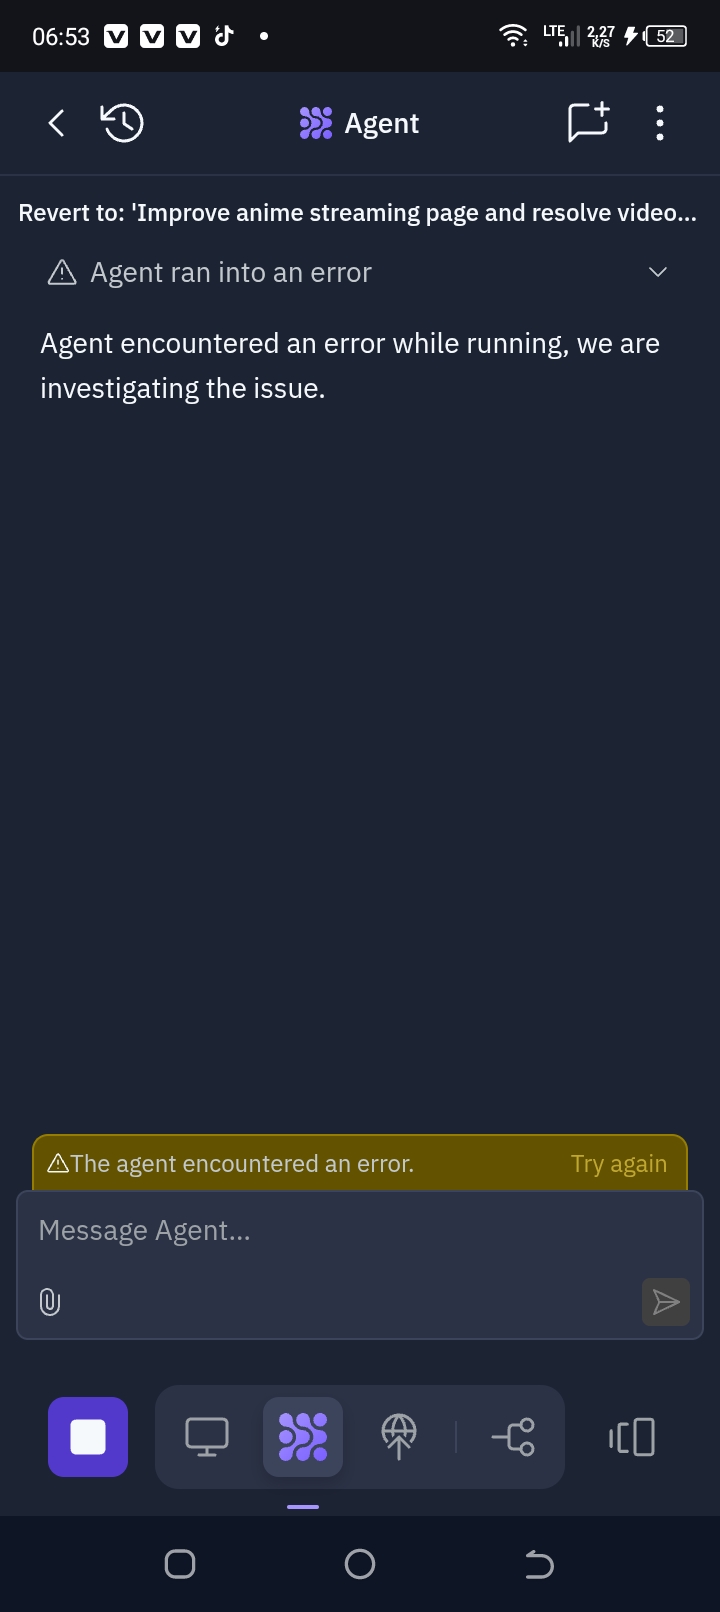 06:53
LTE 2,27 K/S 52
Agent
Revert to: 'Improve anime streaming page and resolve video...
Agent ran into an error
Agent encountered an error while running, we are
investigating the issue.
The agent encountered an error. Try again
Message Agent...